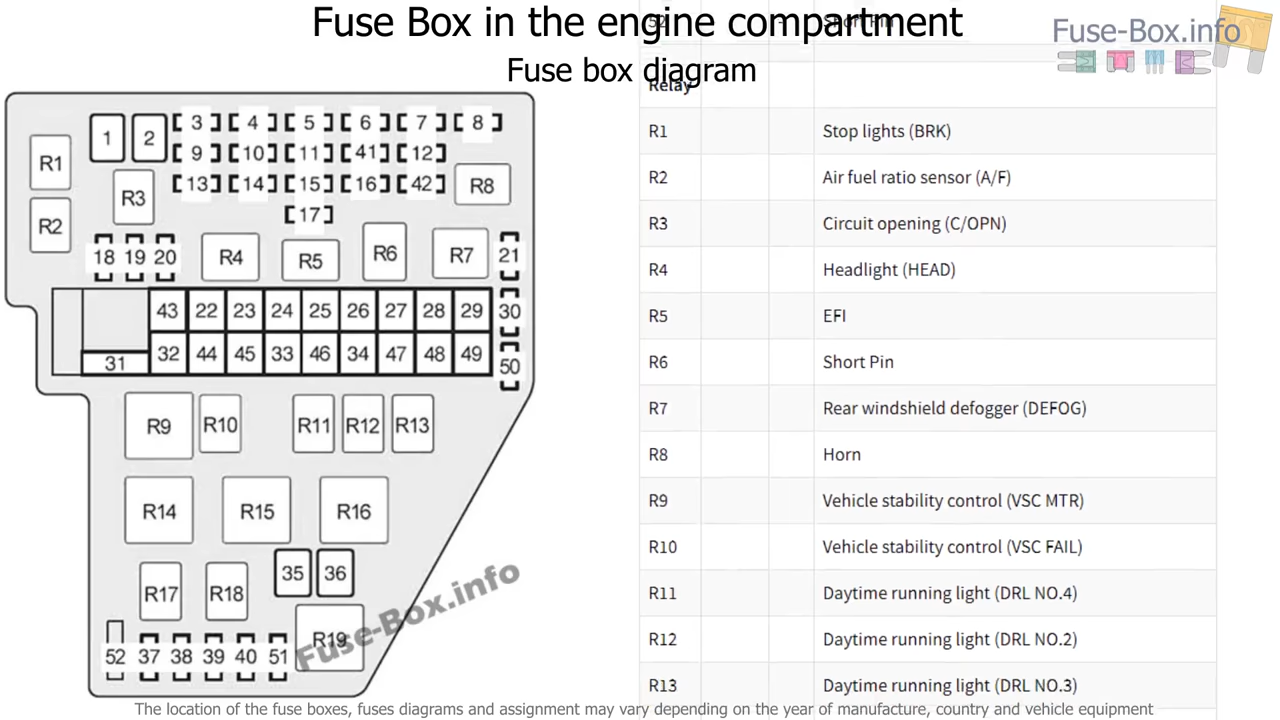 Fuse Box in the engine compartment
Fuse box diagram
Fuse-Box.info
R1 1 2 3 4 5 6 7 8
9 10 11 41 12
R3 13 14 15 16 42 R8
R2 17
18 19 20 R4 R5 R6 R7 21
43 22 23 24 25 26 27 28 29 30
31 32 44 45 33 46 34 47 48 49 50
R9 R10 R11 R12 R13
R14 R15 R16
35 36
R17 R18
R19
52 37 38 39 40 51
Fuse-Box.info
52 - Short Pin
Relay
R1 Stop lights (BRK)
R2 Air fuel ratio sensor (A/F)
R3 Circuit opening (C/OPN)
R4 Headlight (HEAD)
R5 EFI
R6 Short Pin
R7 Rear windshield defogger (DEFOG)
R8 Horn
R9 Vehicle stability control (VSC MTR)
R10 Vehicle stability control (VSC FAIL)
R11 Daytime running light (DRL NO.4)
R12 Daytime running light (DRL NO.2)
R13 Daytime running light (DRL NO.3)
The location of the fuse boxes, fuses diagrams and assignment may vary depending on the year of manufacture, country and vehicle equipment